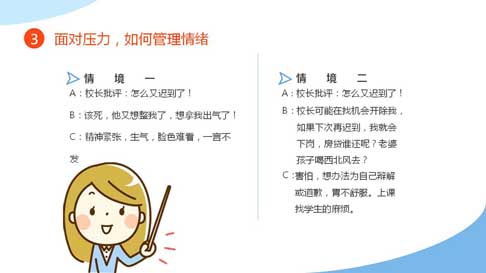 3 面对压力，如何管理情绪
情 境 一
A：校长批评：怎么又迟到了！
B：该死，他又想整我了，想拿我出气了！
C：精神紧张，生气，脸色难看，一言不
发
情 境 二
A：校长批评：怎么又迟到了！
B：校长可能在找机会开除我，
如果下次再迟到，我就会
下岗，房贷谁还呢？老婆
孩子喝西北风去？
C：害怕，想办法为自己辩解
或道歉，胃不舒服。上课
找学生的麻烦。